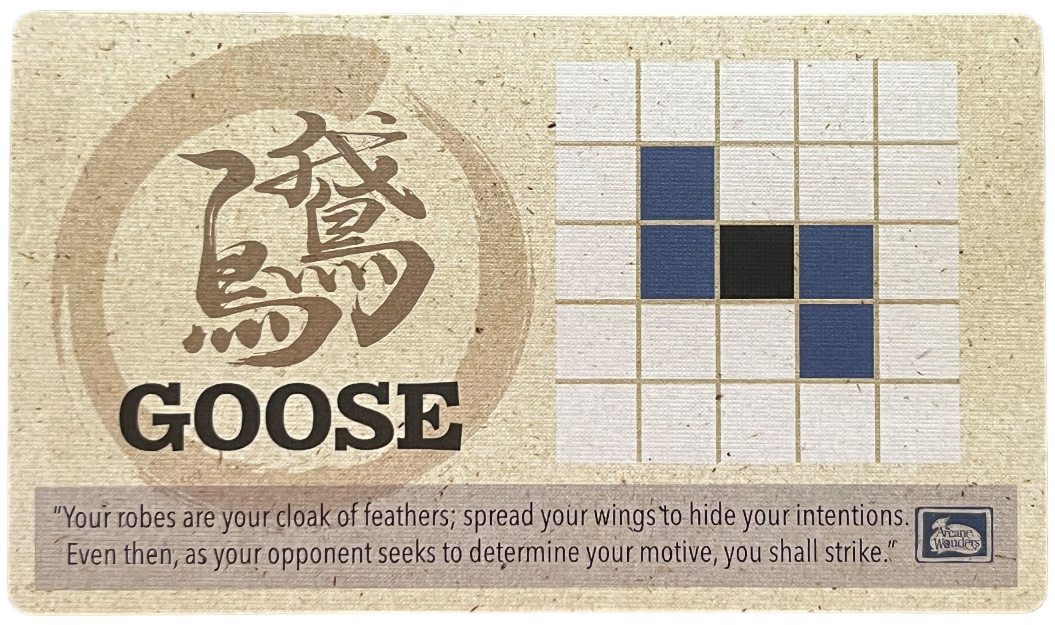 GOOSE
"Your robes are your cloak of feathers; spread your wings to hide your intentions.
Even then, as your opponent seeks to determine your motive, you shall strike."
Arcane
Wonders